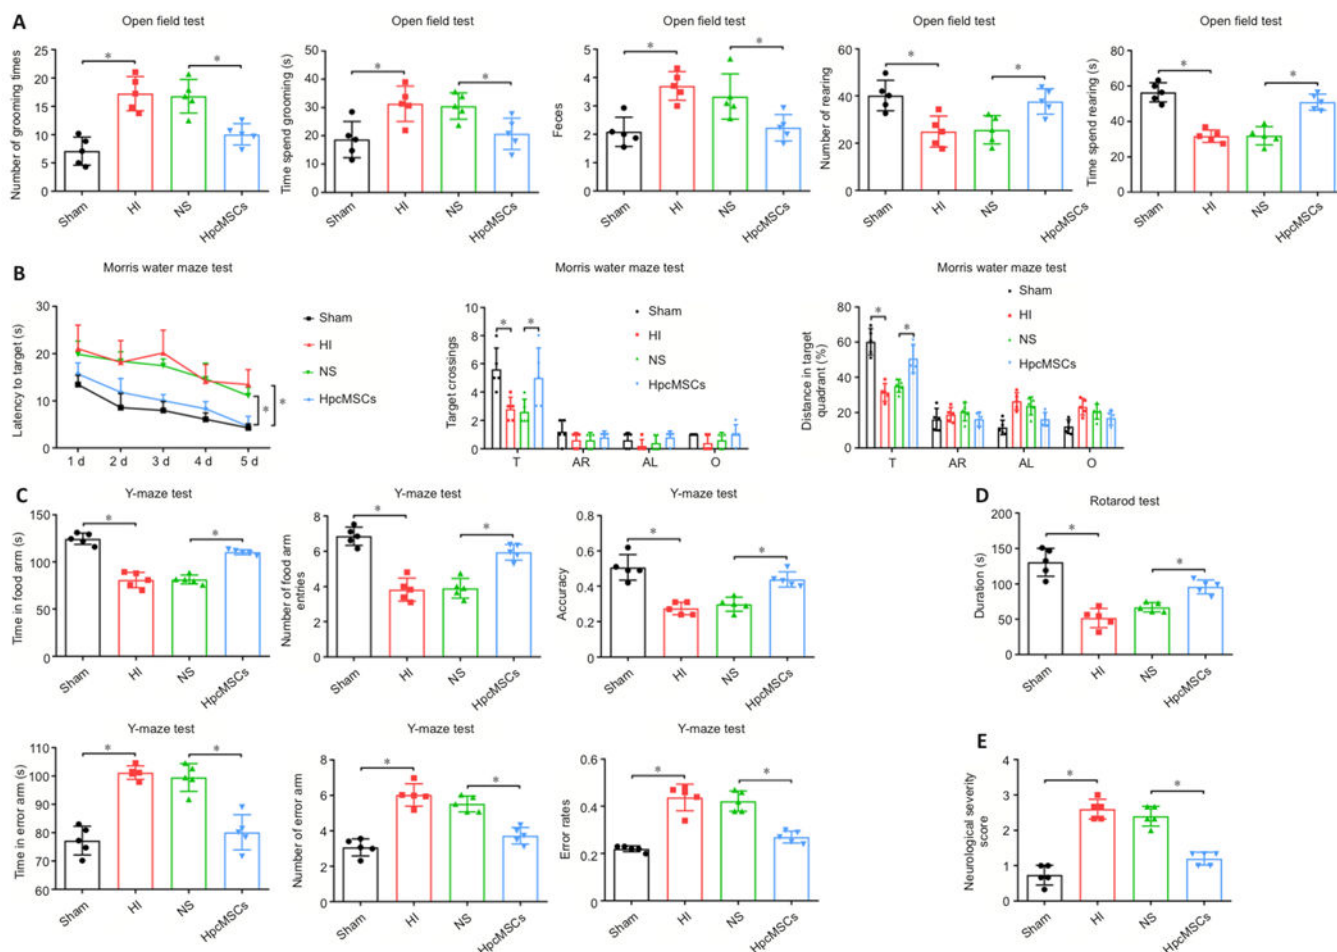 A
Open field test
Number of grooming times
25
20
15
10
5
0
*
*
Sham
HI
NS
HpcMSCs
Open field test
Time spend grooming (s)
50
40
30
20
10
0
*
*
Sham
HI
NS
HpcMSCs
Open field test
Feces
5
4
3
2
1
0
*
*
Sham
HI
NS
HpcMSCs
Open field test
Number of rearing
60
40
20
0
*
*
Sham
HI
NS
HpcMSCs
Open field test
Time spend rearing (s)
80
60
40
20
0
*
*
Sham
HI
NS
HpcMSCs
B
Morris water maze test
Latency to target (s)
30
20
10
0
1 d
2 d
3 d
4 d
5 d
*
*
Sham
HI
NS
HpcMSCs
Morris water maze test
Target crossings
10
8
6
4
2
0
*
*
T
AR
AL
O
Sham
HI
NS
HpcMSCs
Morris water maze test
Distance in target
quadrant (%)
80
60
40
20
0
*
*
T
AR
AL
O
Sham
HI
NS
HpcMSCs
C
Y-maze test
Time in food arm (s)
150
100
50
0
*
*
Sham
HI
NS
HpcMSCs
Y-maze test
Number of food arm
entries
8
6
4
2
0
*
*
Sham
HI
NS
HpcMSCs
Y-maze test
Accuracy
0.8
0.6
0.4
0.2
0
*
*
Sham
HI
NS
HpcMSCs
D
Rotarod test
Duration (s)
200
150
100
50
0
*
*
Sham
HI
NS
HpcMSCs
Y-maze test
Time in error arm (s)
110
100
90
80
70
60
*
*
Sham
HI
NS
HpcMSCs
Y-maze test
Number of error arm
8
6
4
2
0
*
*
Sham
HI
NS
HpcMSCs
Y-maze test
Error rates
0.6
0.4
0.2
0
*
*
Sham
HI
NS
HpcMSCs
E
Neurological severity
score
4
3
2
1
0
*
*
Sham
HI
NS
HpcMSCs